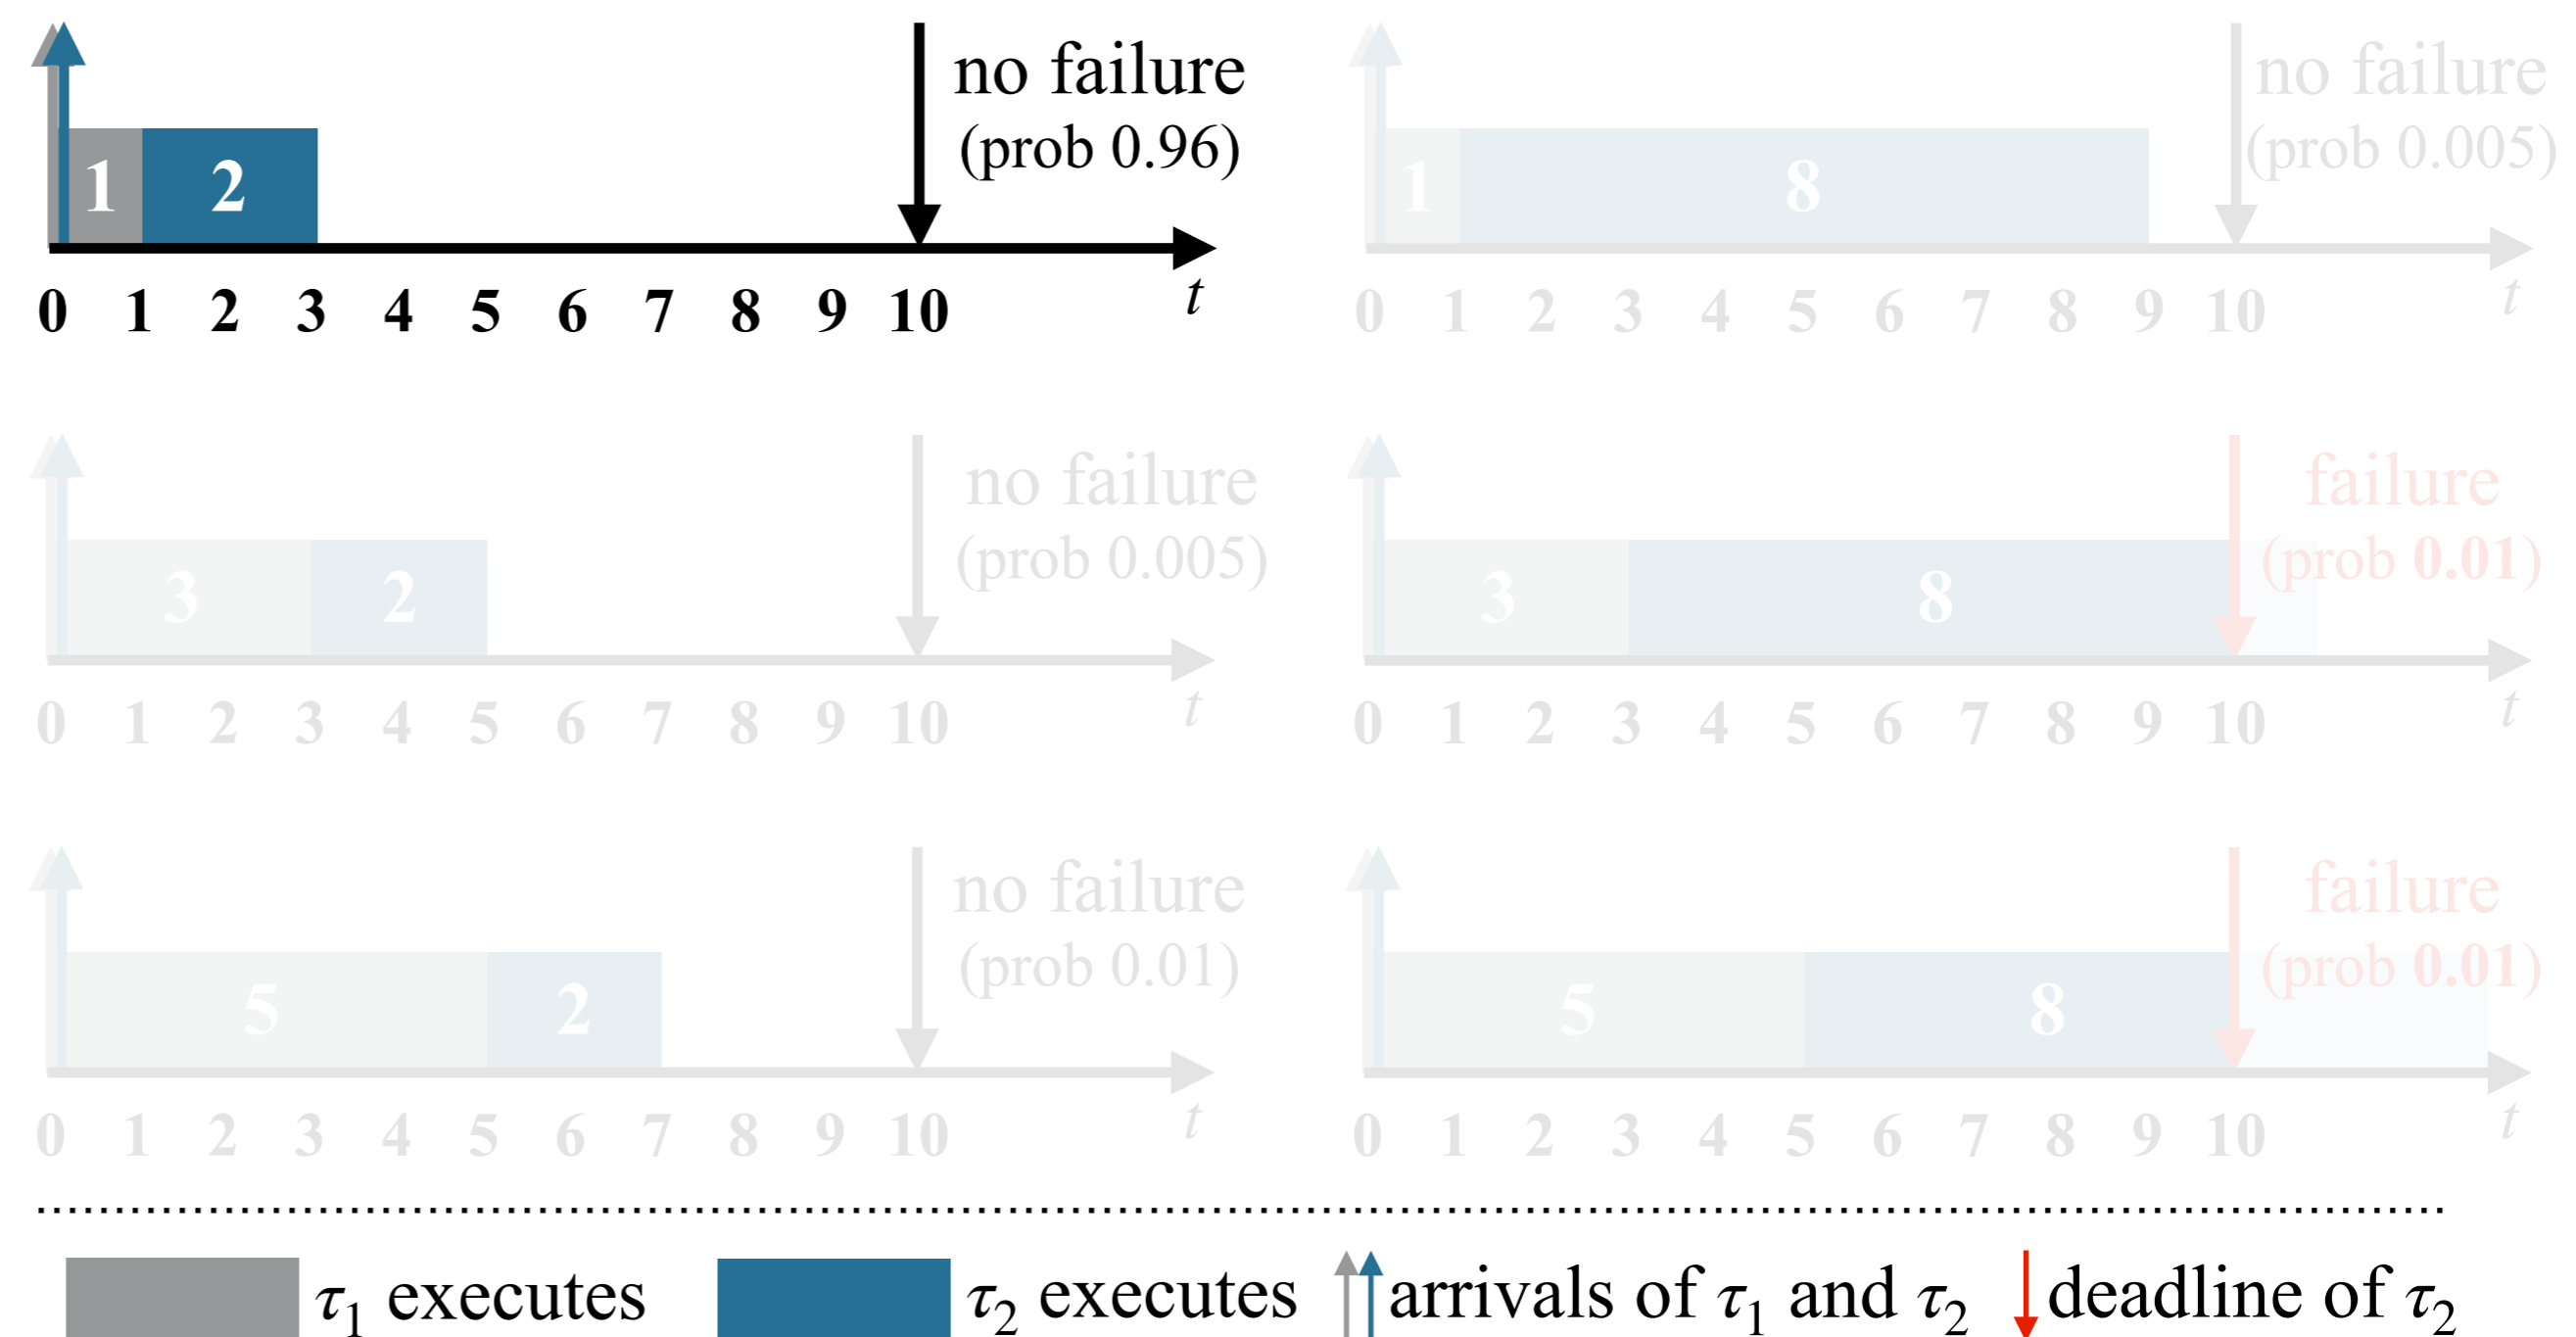 no failure
(prob 0.96)
1 2
0 1 2 3 4 5 6 7 8 9 10 t
no failure
(prob 0.005)
1 8
0 1 2 3 4 5 6 7 8 9 10 t
no failure
(prob 0.005)
3 2
0 1 2 3 4 5 6 7 8 9 10 t
failure
(prob 0.01)
3 8
0 1 2 3 4 5 6 7 8 9 10 t
no failure
(prob 0.01)
5 2
0 1 2 3 4 5 6 7 8 9 10 t
failure
(prob 0.01)
5 8
0 1 2 3 4 5 6 7 8 9 10 t
τ₁ executes τ₂ executes arrivals of τ₁ and τ₂ deadline of τ₂